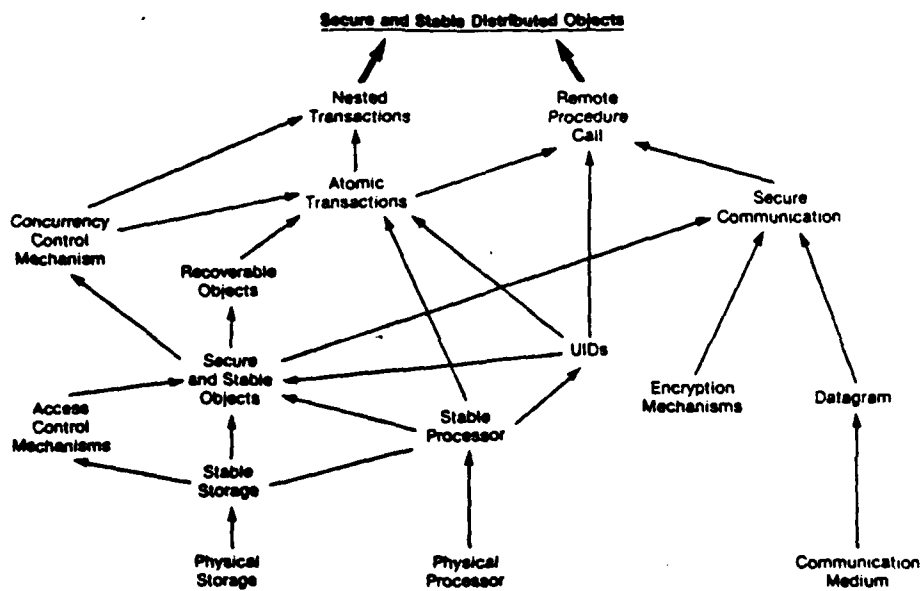 Secure and Stable Distributed Objects
Nested
Transactions
Remote
Procedure
Call
Atomic
Transactions
Secure
Communication
Concurrency
Control
Mechanism
Recoverable
Objects
UIDs
Secure
and Stable
Objects
Encryption
Mechanisms
Datagram
Access
Control
Mechanisms
Stable
Processor
Stable
Storage
Physical
Storage
Physical
Processor
Communication
Medium